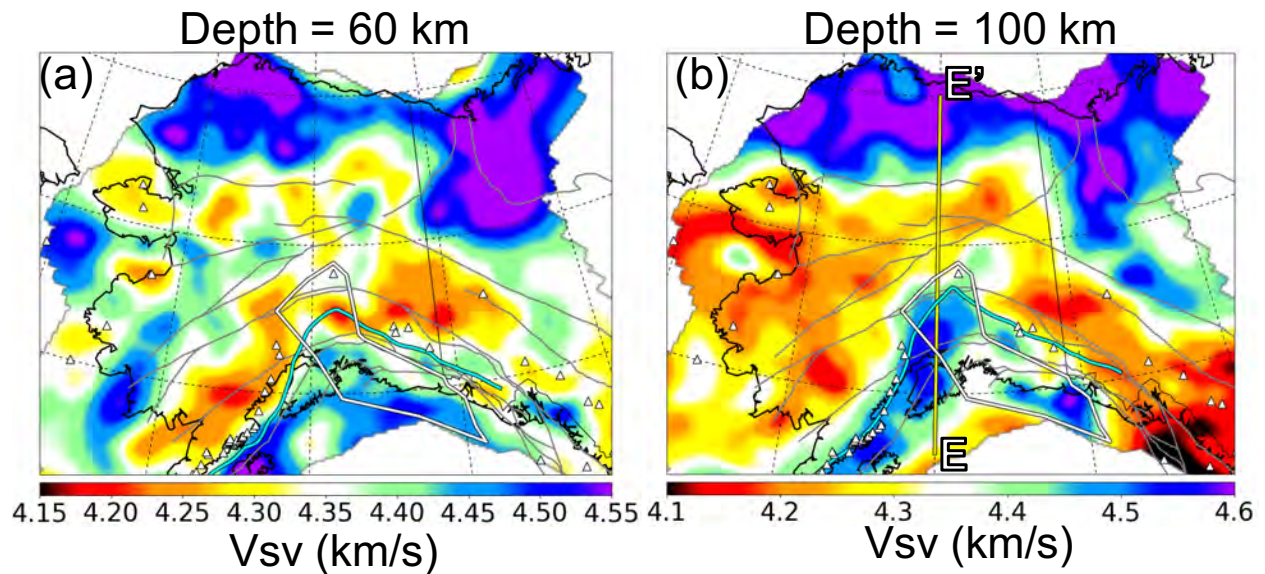 Depth = 60 km
Depth = 100 km
(a)
(b)
E'
E
4.15 4.20 4.25 4.30 4.35 4.40 4.45 4.50 4.55
4.1 4.2 4.3 4.4 4.5 4.6
Vsv (km/s)
Vsv (km/s)